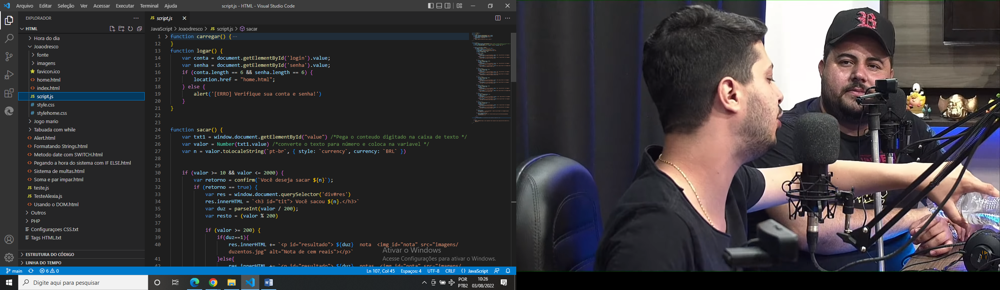 Arquivo Editar Seleção Ver Acessar Executar Terminal Ajuda
script.js - HTML - Visual Studio Code
EXPLORADOR
HTML
Hora do dia
Joaodresco
fonte
imagens
favicon.ico
home.html
index.html
JS script.js
# style.css
# stylehome.css
Jogo mario
Tabuada com while
Alert.html
Formatando Strings.html
Metodo date com SWITCH.html
Pegando a hora do sistema com IF ELSE.html
Sistema de multas.html
Soma e par impar.html
JS teste.js
JS TesteAlexia.js
Usando o DOM.html
Outros
PHP
Configuraçoes CSS.txt
Tags HTML.txt
ESTRUTURA DO CÓDIGO
LINHA DO TEMPO
JS script.js
JavaScript > Joaodresco > JS script.js > sacar
1 function carregar() { ···
12 }
13 function logar() {
14 var conta = document.getElementById('login').value;
15 var senha = document.getElementById('senha').value;
16 if (conta.length == 6 && senha.length == 6) {
17 location.href = "home.html";
18 } else {
19 alert('[ERRO] Verifique sua conta e senha!')
20 }
21 }
22
23
24 function sacar() {
25 var txt1 = window.document.getElementById("value") /*Pega o conteudo digitado na caixa de texto */
26 var valor = Number(txt1.value) /*converte o texto para número e coloca na variavel */
27 var n = valor.toLocaleString(`pt-br`, { style: `currency`, currency: `BRL` })
28
29
30 if (valor >= 10 && valor <= 2000) {
31 var retorno = confirm(`Você deseja sacar ${n}`);
32 if (retorno == true) {
33 var res = window.document.querySelector('div#res')
34 res.innerHTML = `<h3 id="tit"> Você sacou ${n}.</h3>`
35 var duz = parseInt(valor / 200);
36 var resto = (valor % 200)
37
38 if (valor >= 200) {
39 if(duz==1){
40 res.innerHTML += `<p id="resultado"> ${duz} nota <img id="nota" src="imagens/
duzentos.jpg" alt="Nota de cem reais"></p>`
41 }else{
42 res.innerHTML += `<p id="resultado"> ${duz} notas <img id="nota" src="imagens/
Ativar o Windows
Acesse Configurações para ativar o Windows.
main 6 0
Ln 107, Col 45 Espaços: 4 UTF-8 CRLF {} JavaScript
Digite aqui para pesquisar
POR
PTB2
10:26
03/08/2022
B